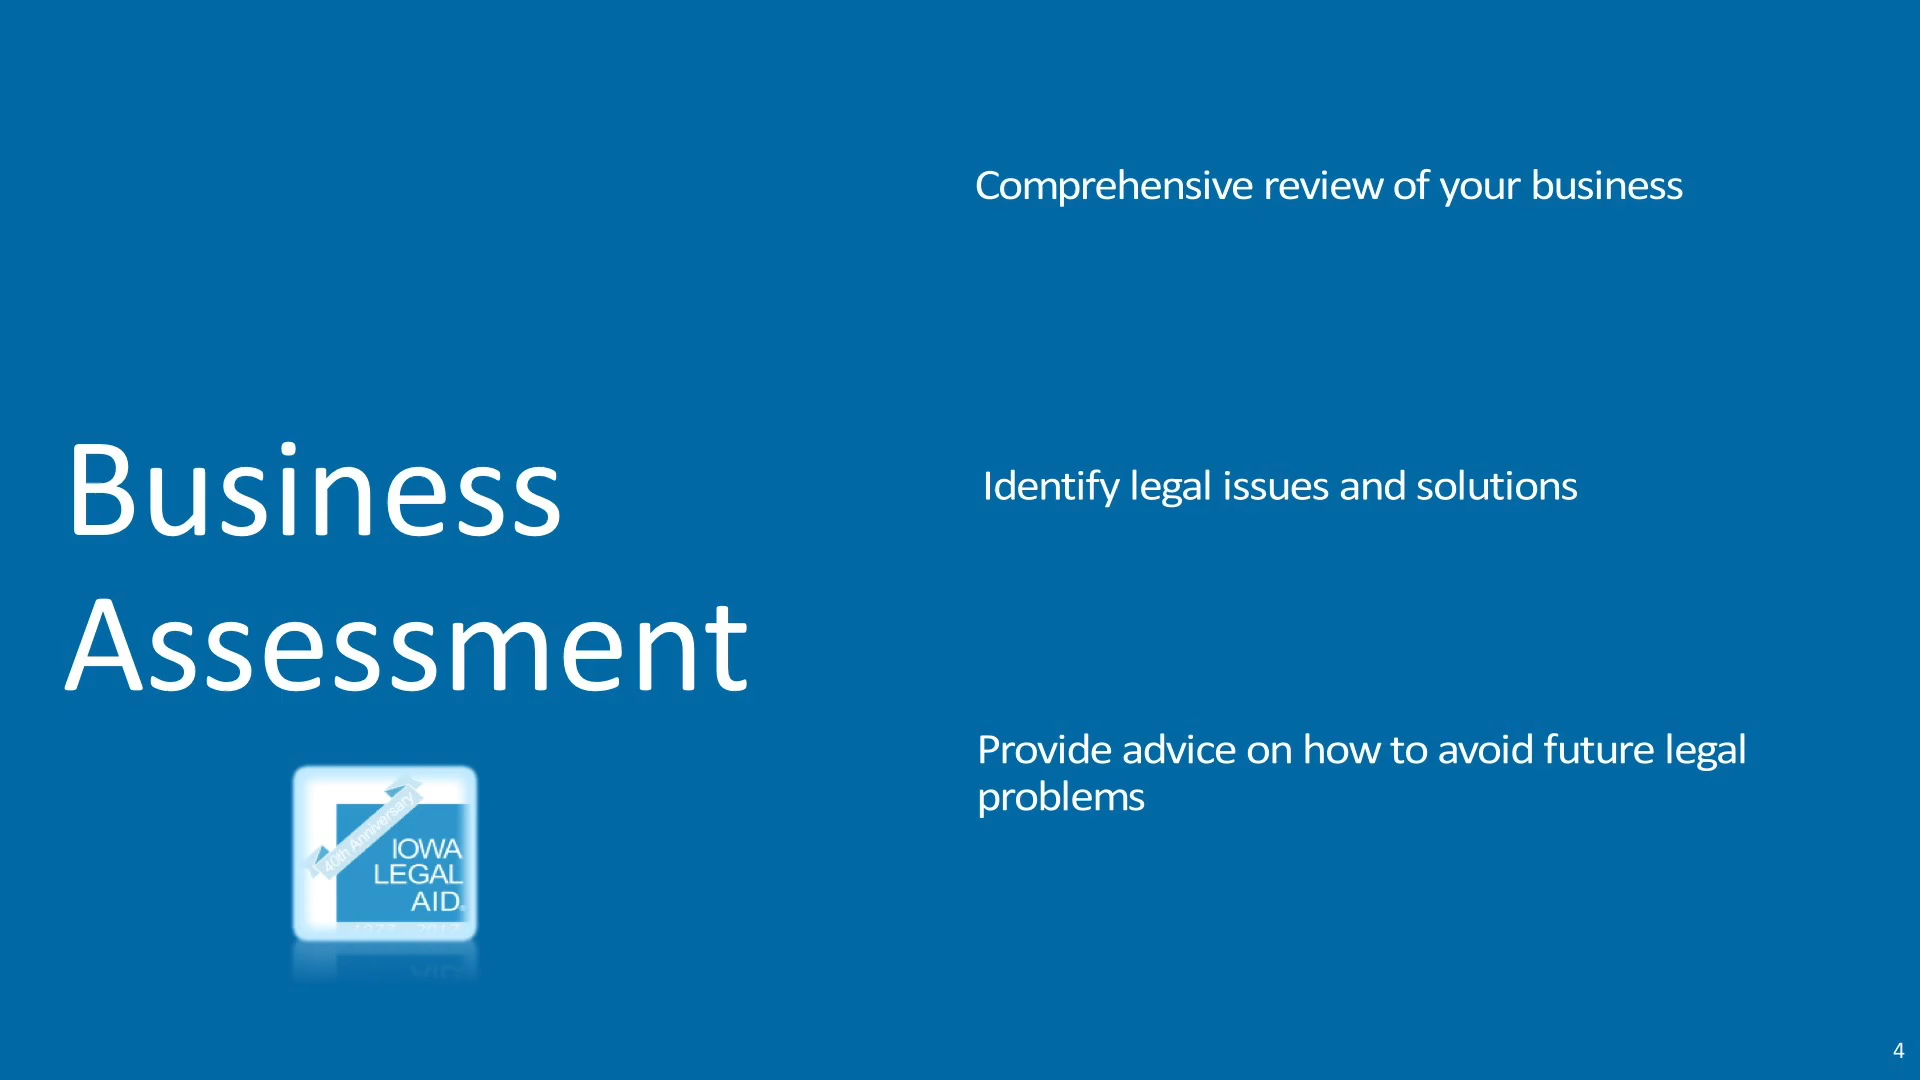 Business
Assessment
Comprehensive review of your business
Identify legal issues and solutions
Provide advice on how to avoid future legal
problems
40th Anniversary
IOWA
LEGAL
AID®
4